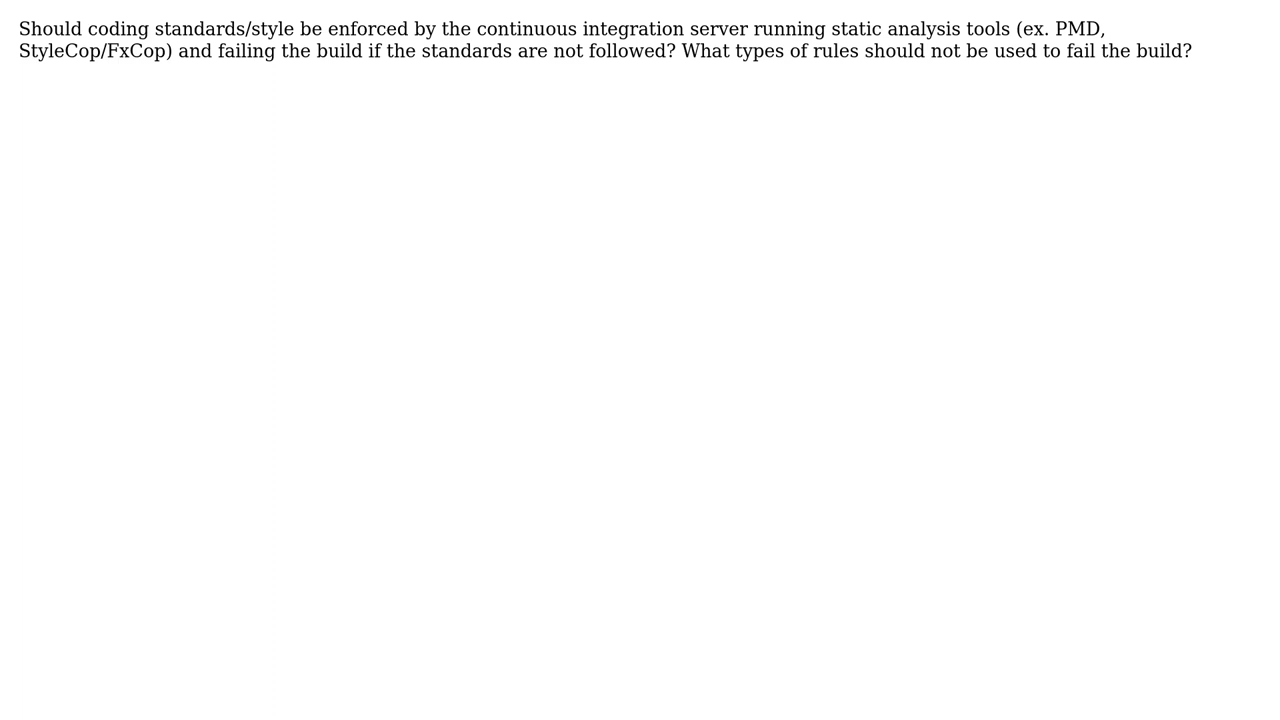 Should coding standards/style be enforced by the continuous integration server running static analysis tools (ex. PMD,
StyleCop/FxCop) and failing the build if the standards are not followed? What types of rules should not be used to fail the build?